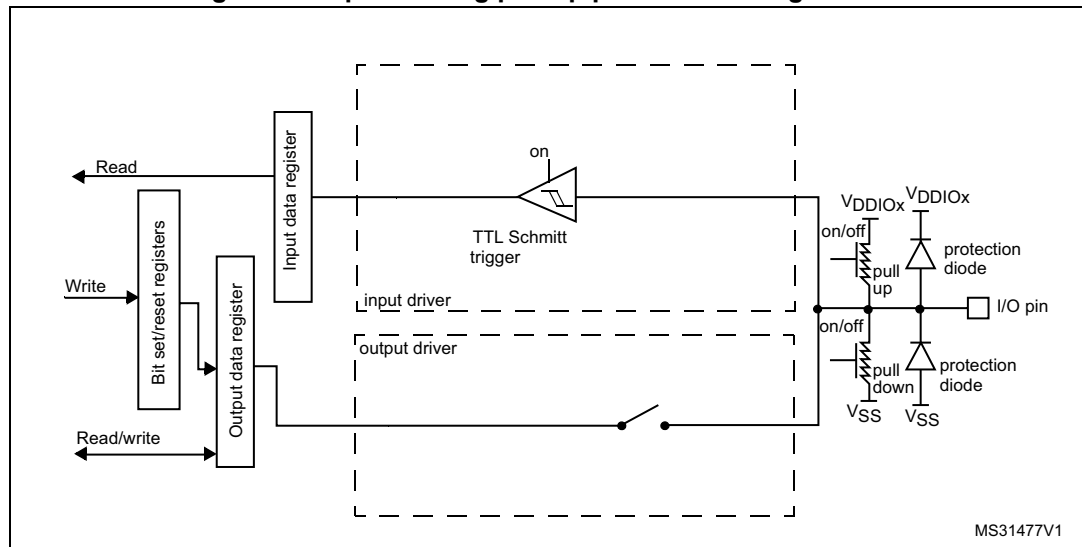 Read
Bit set/reset registers
Write
Read/write
Input data register
Output data register
on
TTL Schmitt
trigger
input driver
output driver
VDDIOx VDDIOx
on/off
pull
up
protection
diode
I/O pin
on/off
pull
down
protection
diode
VSS VSS
MS31477V1